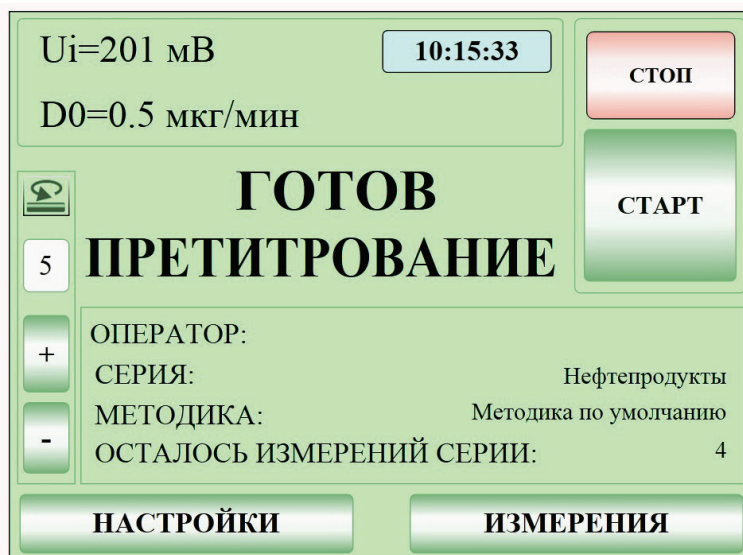 Ui=201 мВ
10:15:33
D0=0.5 мкг/мин
СТОП
СТАРТ
ГОТОВ
ПРЕТИТРОВАНИЕ
5
+
-
ОПЕРАТОР:
СЕРИЯ: Нефтепродукты
МЕТОДИКА: Методика по умолчанию
ОСТАЛОСЬ ИЗМЕРЕНИЙ СЕРИИ: 4
НАСТРОЙКИ
ИЗМЕРЕНИЯ